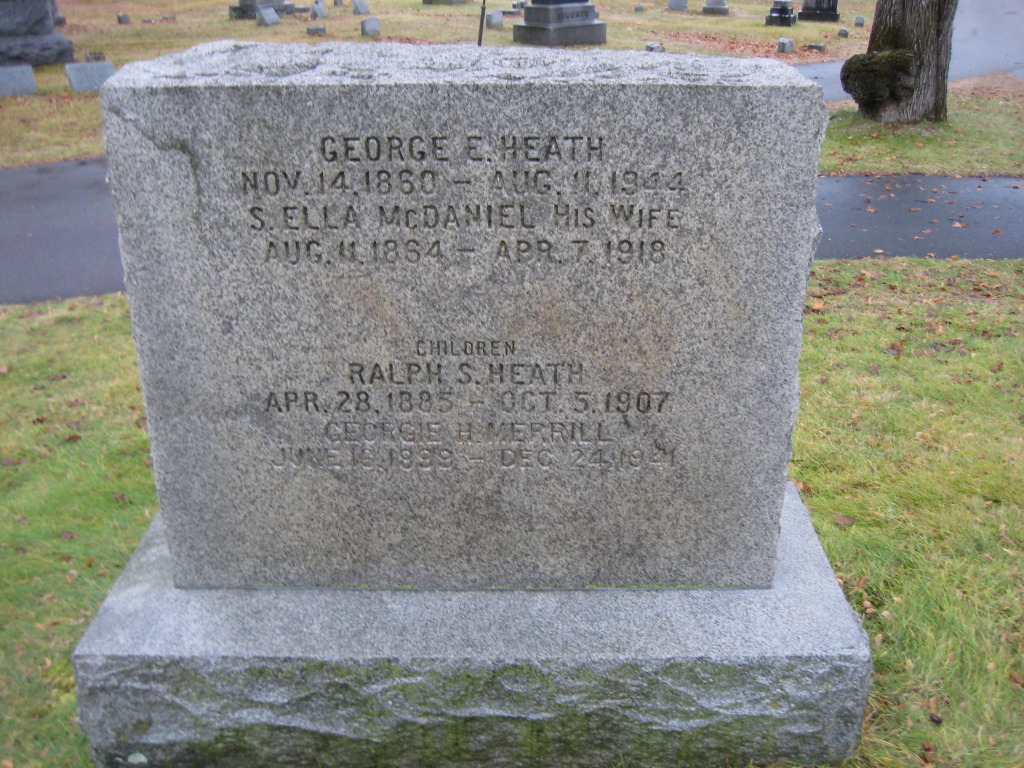 GEORGE E. HEATH
NOV. 14. 1860 – AUG. 11. 1944
S. ELLA McDANIEL HIS WIFE
AUG. 11. 1864 – APR. 7. 1918
CHILDREN
RALPH S. HEATH
APR. 28. 1885 – OCT. 5. 1907
GEORGIE H. MERRILL
JUNE 1899 – DEC. 24. 1941